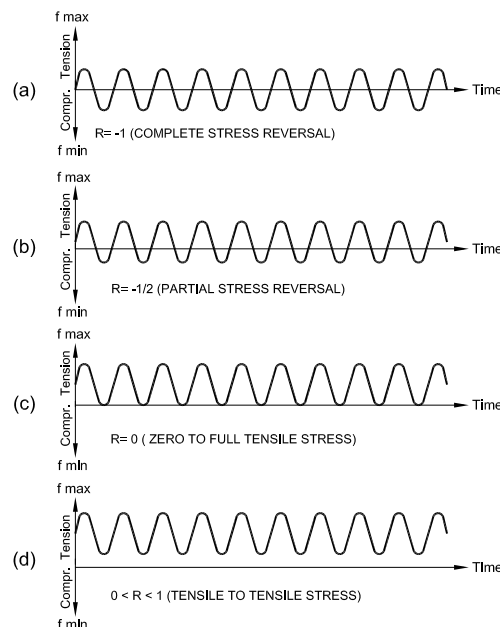 f max
Tension
(a)
Time
Compr.
R= -1 (COMPLETE STRESS REVERSAL)
f min
f max
Tension
(b)
Time
Compr.
R= -1/2 (PARTIAL STRESS REVERSAL)
f min
f max
Tension
(c)
Time
Compr.
R= 0 ( ZERO TO FULL TENSILE STRESS)
f min
f max
Tension
(d)
Time
Compr.
0 < R < 1 (TENSILE TO TENSILE STRESS)
f min